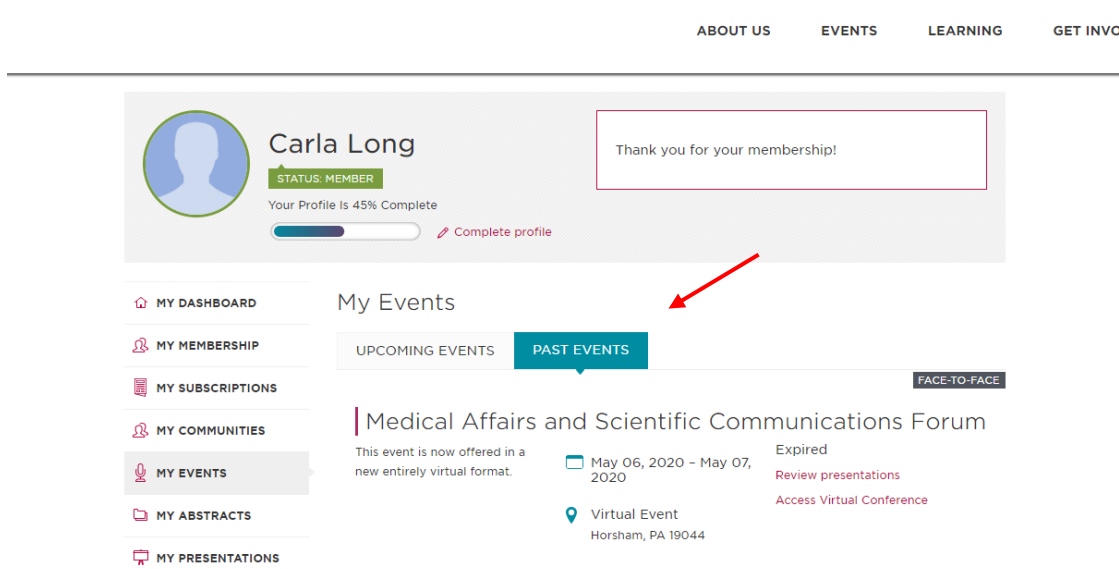 ABOUT US EVENTS LEARNING GET INVO
Carla Long
Thank you for your membership!
STATUS: MEMBER
Your Profile Is 45% Complete
Complete profile
MY DASHBOARD
MY MEMBERSHIP
MY SUBSCRIPTIONS
MY COMMUNITIES
MY EVENTS
MY ABSTRACTS
MY PRESENTATIONS
My Events
UPCOMING EVENTS PAST EVENTS
FACE-TO-FACE
Medical Affairs and Scientific Communications Forum
This event is now offered in a
new entirely virtual format.
May 06, 2020 – May 07,
2020
Virtual Event
Horsham, PA 19044
Expired
Review presentations
Access Virtual Conference